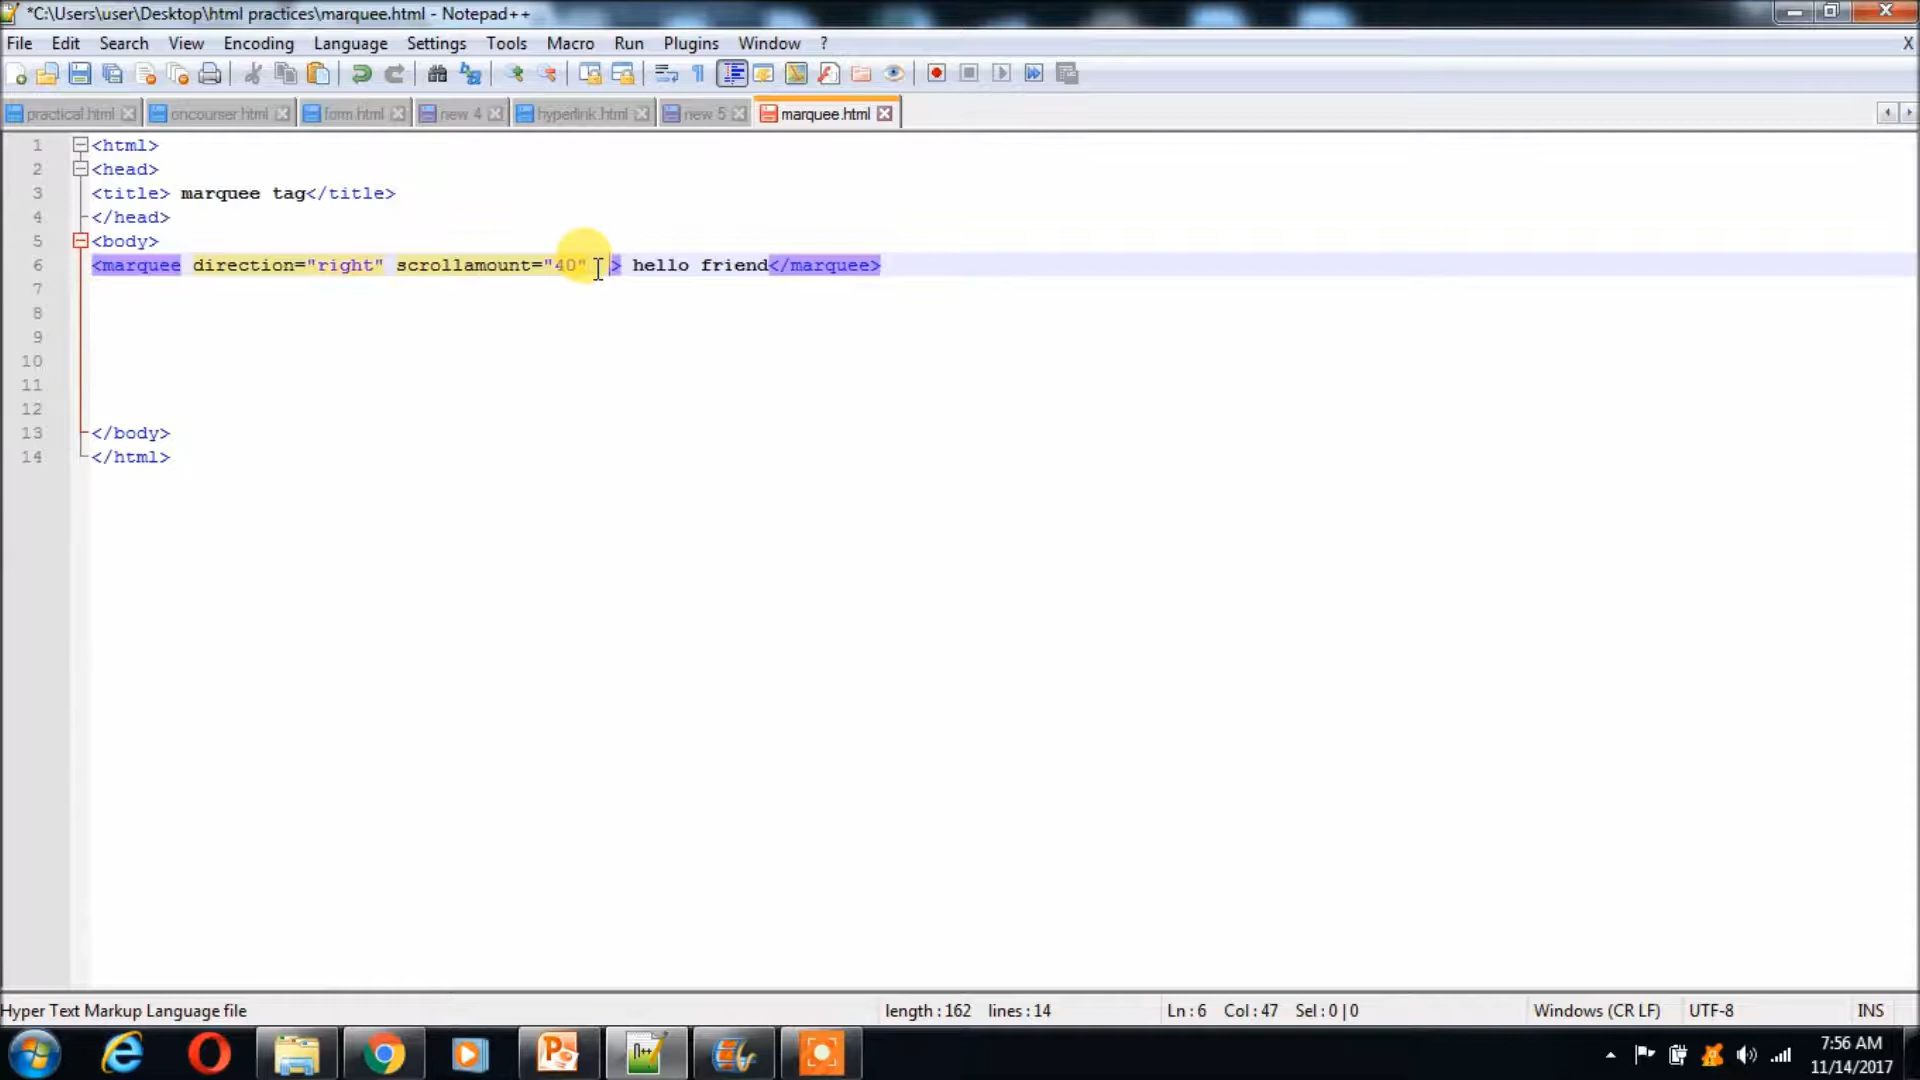 *C:\Users\user\Desktop\html practices\marquee.html - Notepad++
File Edit Search View Encoding Language Settings Tools Macro Run Plugins Window ? X
practical.html oncourser.html form.html new 4 hyperlink.html new 5 marquee.html
1 <html>
2 <head>
3 <title> marquee tag</title>
4 </head>
5 <body>
6 <marquee direction="right" scrollamount="40" > hello friend</marquee>
7
8
9
10
11
12
13 </body>
14 </html>
Hyper Text Markup Language file length : 162 lines : 14 Ln : 6 Col : 47 Sel : 0 | 0 Windows (CR LF) UTF-8 INS
7:56 AM
11/14/2017